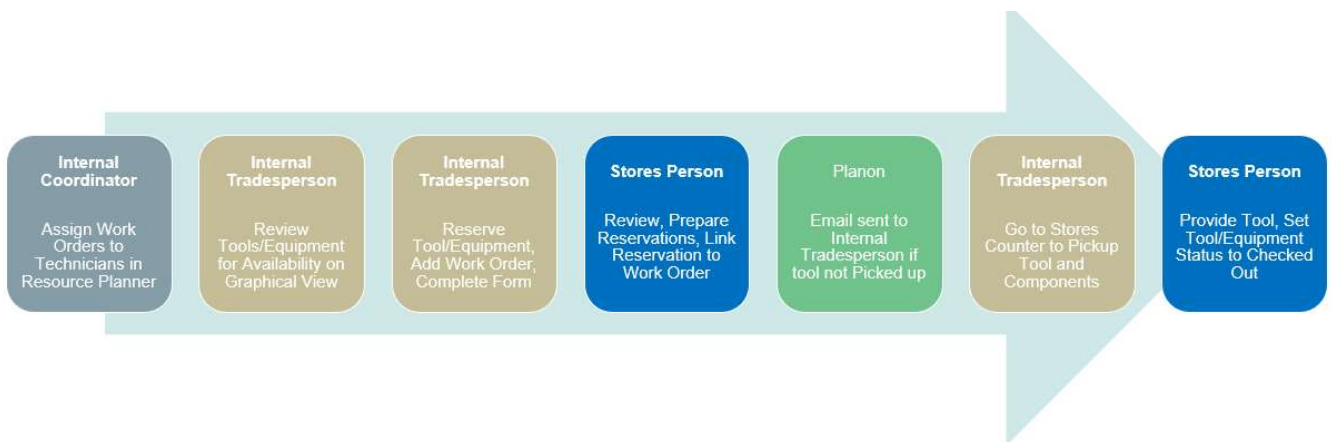 Internal
Coordinator
Assign Work
Orders to
Technicians in
Resource Planner
Internal
Tradesperson
Review
Tools/Equipment
for Availability on
Graphical View
Internal
Tradesperson
Reserve
Tool/Equipment,
Add Work Order,
Complete Form
Stores Person
Review, Prepare
Reservations, Link
Reservation to
Work Order
Planon
Email sent to
Internal
Tradesperson if
tool not Picked up
Internal
Tradesperson
Go to Stores
Counter to Pickup
Tool and
Components
Stores Person
Provide Tool, Set
Tool/Equipment
Status to Checked
Out